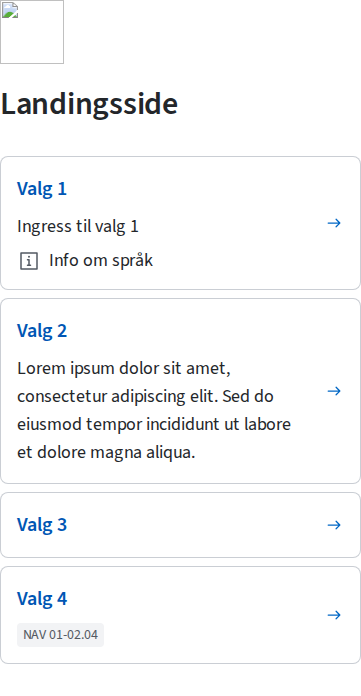 Landingsside
Valg 1
Ingress til valg 1
Info om språk
Valg 2
Lorem ipsum dolor sit amet,
consectetur adipiscing elit. Sed do
eiusmod tempor incididunt ut labore
et dolore magna aliqua.
Valg 3
Valg 4
NAV 01-02.04